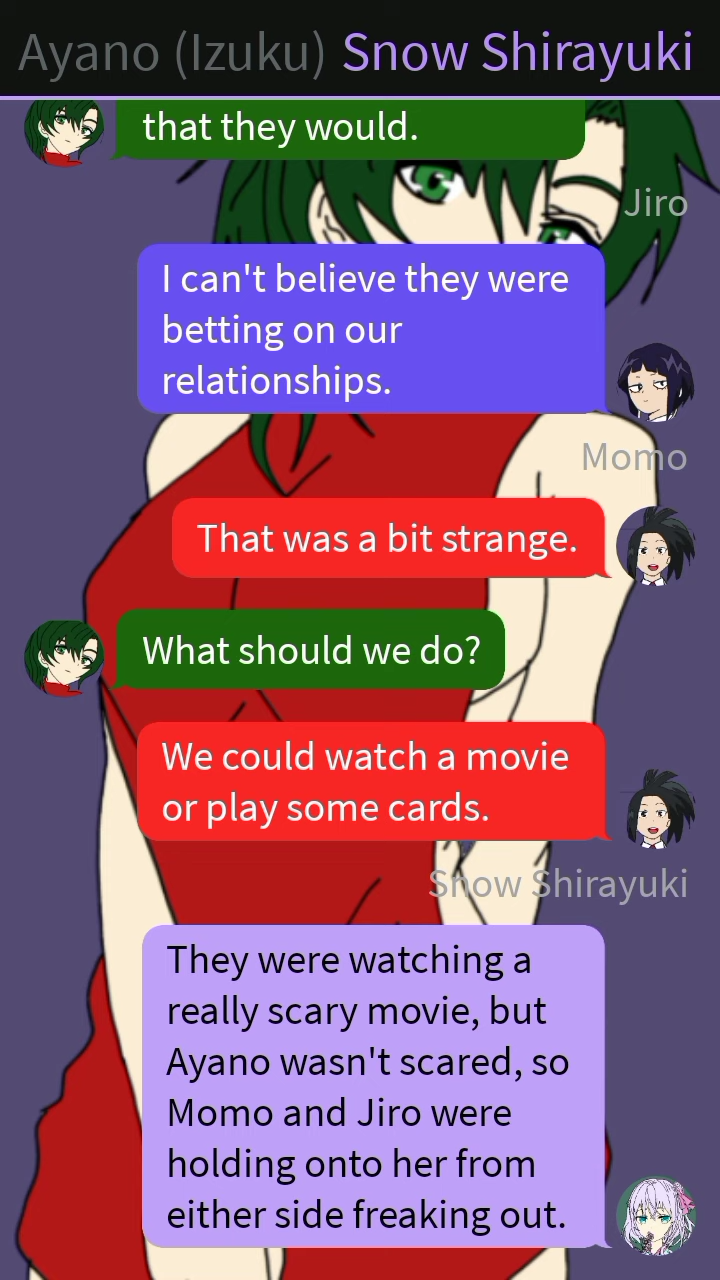 Ayano (Izuku) Snow Shirayuki
that they would.
Jiro
I can't believe they were
betting on our
relationships.
Momo
That was a bit strange.
What should we do?
We could watch a movie
or play some cards.
Snow Shirayuki
They were watching a
really scary movie, but
Ayano wasn't scared, so
Momo and Jiro were
holding onto her from
either side freaking out.